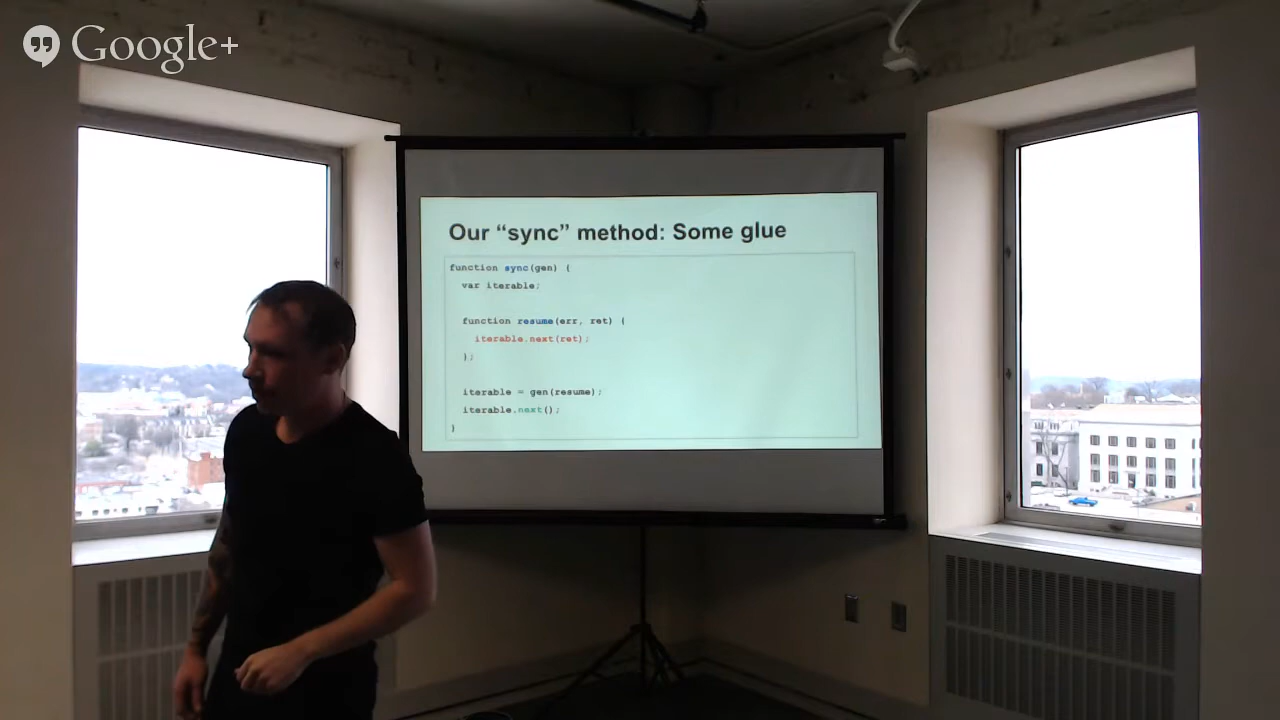 Google+
Our “sync” method: Some glue
function sync(gen) {
var iterable;
function resume(err, ret) {
iterable.next(ret);
};
iterable = gen(resume);
iterable.next();
}